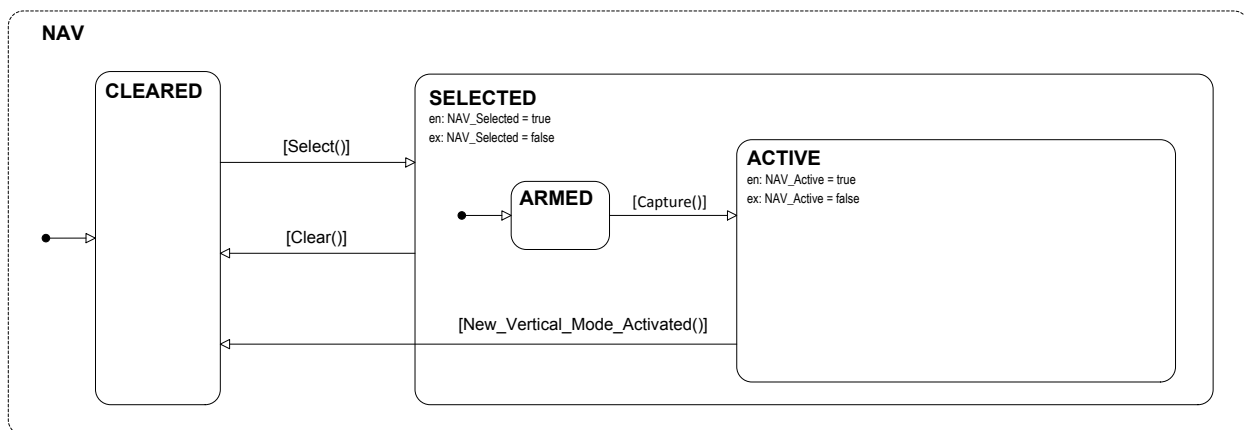 NAV
CLEARED
[Select()]
[Clear()]
SELECTED
en: NAV_Selected = true
ex: NAV_Selected = false
ARMED
[Capture()]
ACTIVE
en: NAV_Active = true
ex: NAV_Active = false
[New_Vertical_Mode_Activated()]